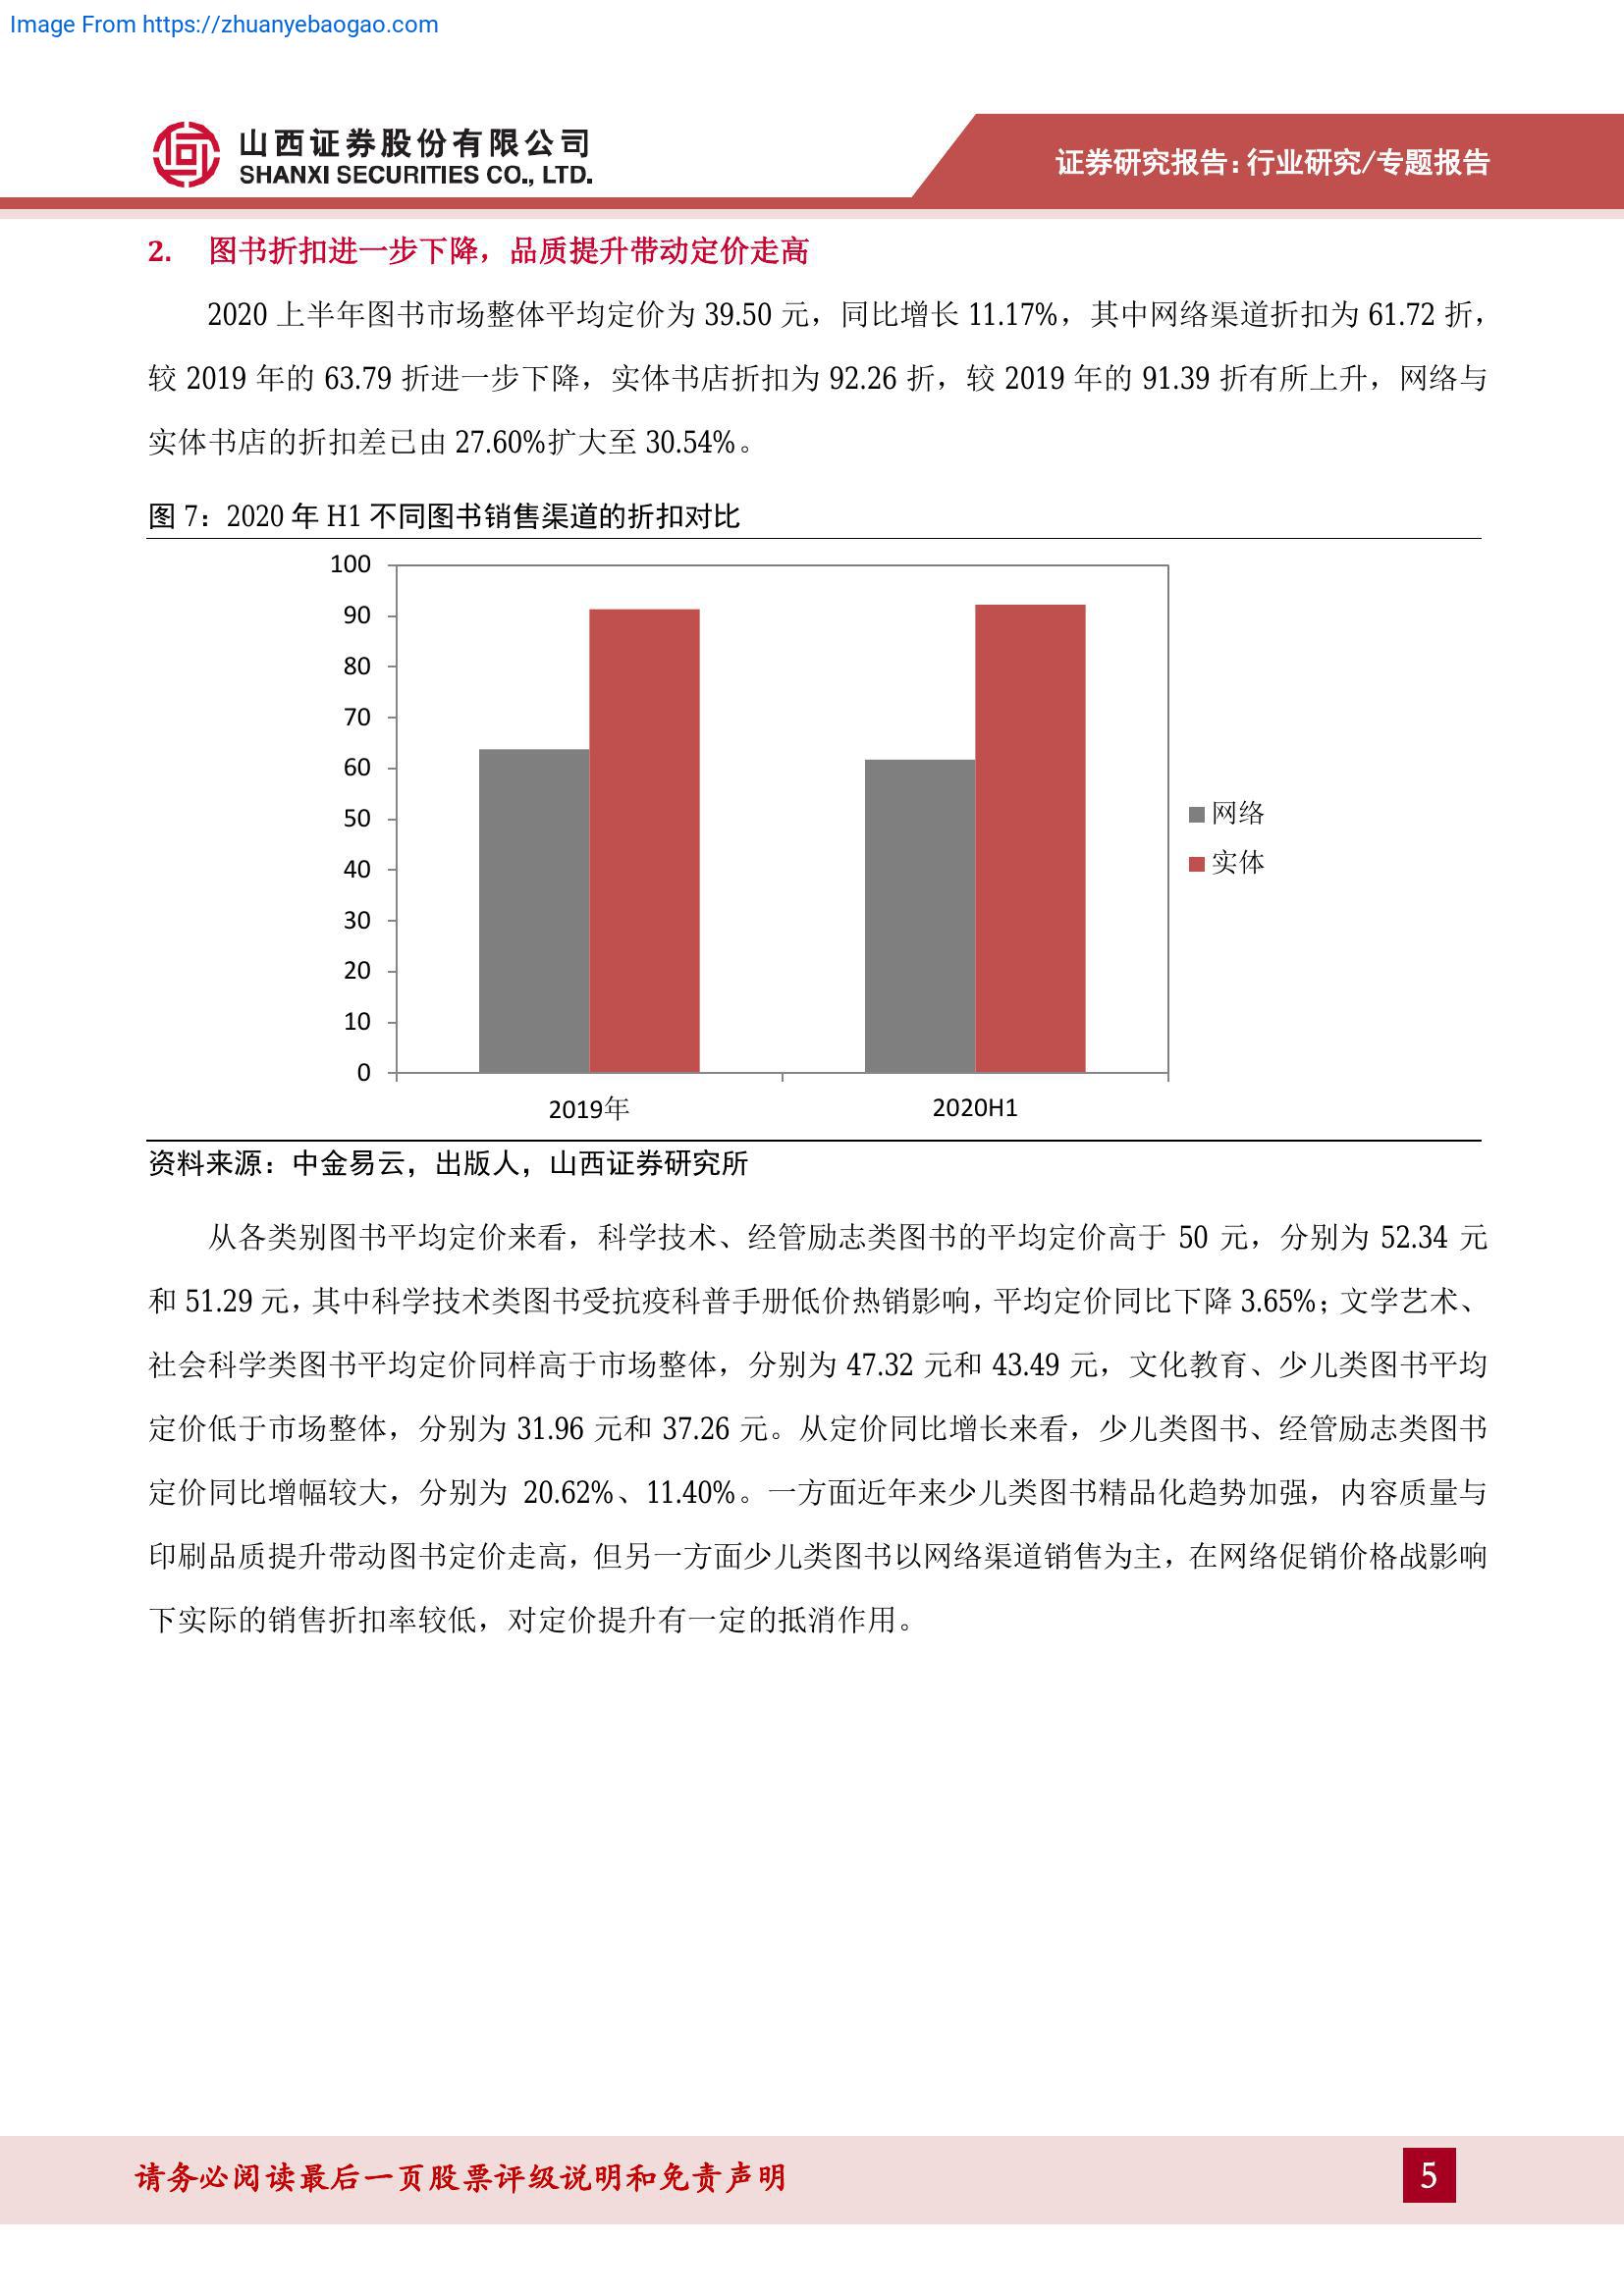 Image From https://zhuanyebaogao.com
山西证券股份有限公司
SHANXI SECURITIES CO., LTD.
证券研究报告：行业研究/专题报告
2. 图书折扣进一步下降，品质提升带动定价走高
2020 上半年图书市场整体平均定价为 39.50 元，同比增长 11.17%，其中网络渠道折扣为 61.72 折，
较 2019 年的 63.79 折进一步下降，实体书店折扣为 92.26 折，较 2019 年的 91.39 折有所上升，网络与
实体书店的折扣差已由 27.60%扩大至 30.54%。
图 7：2020 年 H1 不同图书销售渠道的折扣对比
100
90
80
70
60
50
40
30
20
10
0
2019年
2020H1
网络
实体
资料来源：中金易云，出版人，山西证券研究所
从各类别图书平均定价来看，科学技术、经管励志类图书的平均定价高于 50 元，分别为 52.34 元
和 51.29 元，其中科学技术类图书受抗疫科普手册低价热销影响，平均定价同比下降 3.65%；文学艺术、
社会科学类图书平均定价同样高于市场整体，分别为 47.32 元和 43.49 元，文化教育、少儿类图书平均
定价低于市场整体，分别为 31.96 元和 37.26 元。从定价同比增长来看，少儿类图书、经管励志类图书
定价同比增幅较大，分别为 20.62%、11.40%。一方面近年来少儿类图书精品化趋势加强，内容质量与
印刷品质提升带动图书定价走高，但另一方面少儿类图书以网络渠道销售为主，在网络促销价格战影响
下实际的销售折扣率较低，对定价提升有一定的抵消作用。
请务必阅读最后一页股票评级说明和免责声明
5